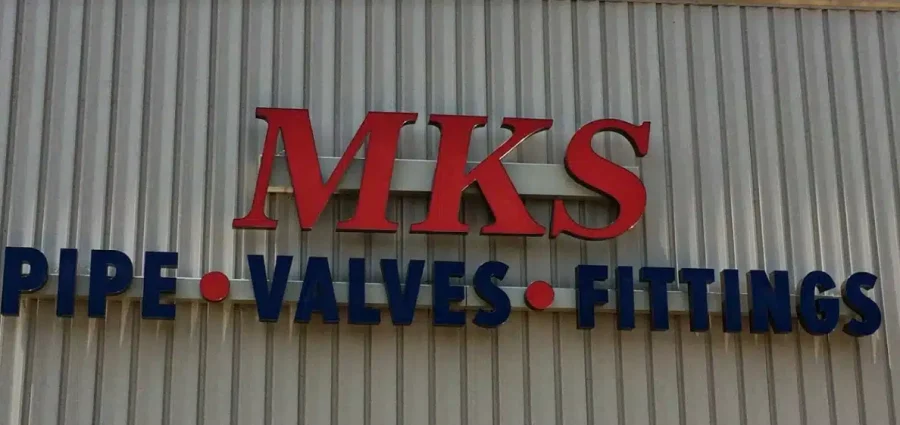 MKS
PIPE • VALVES • FITTINGS